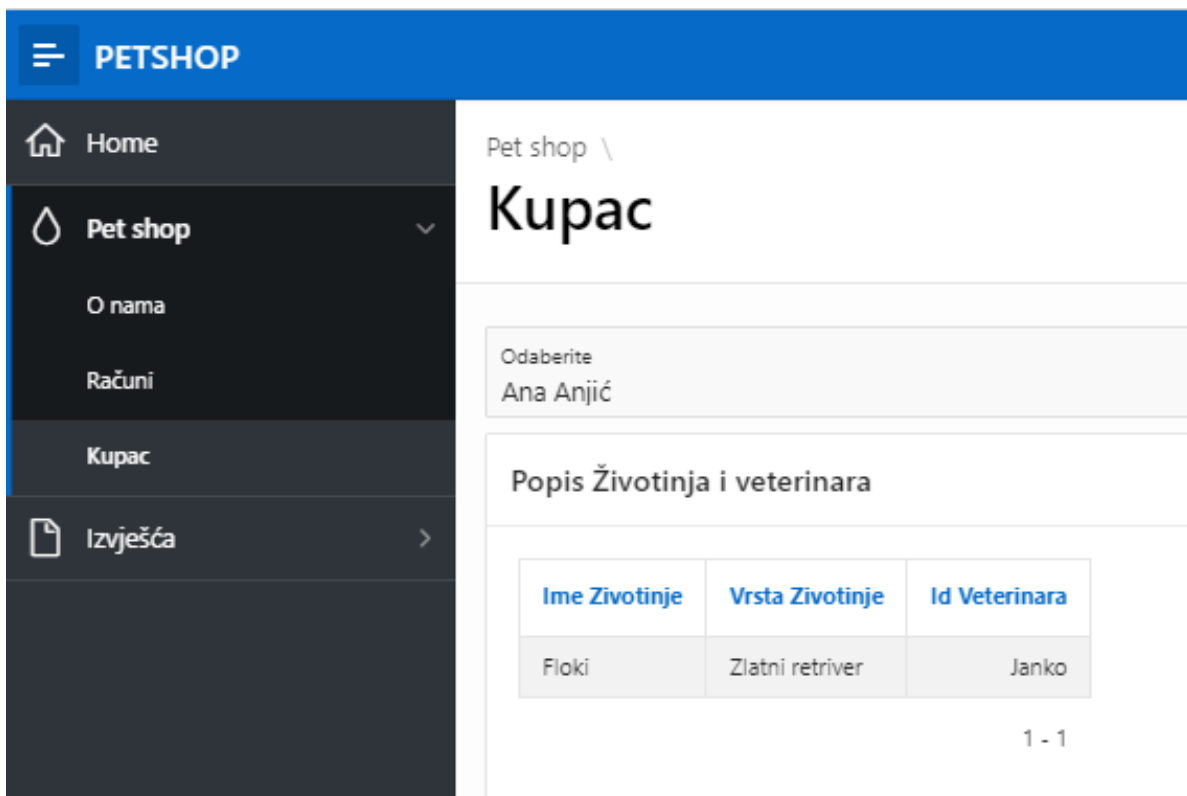 PETSHOP
Home
Pet shop
O nama
Računi
Kupac
Izvješća
Pet shop \
Kupac
Odaberite
Ana Anjić
Popis Životinja i veterinara
Ime Zivotinje Vrsta Zivotinje Id Veterinara
Floki Zlatni retriver Janko
1 - 1